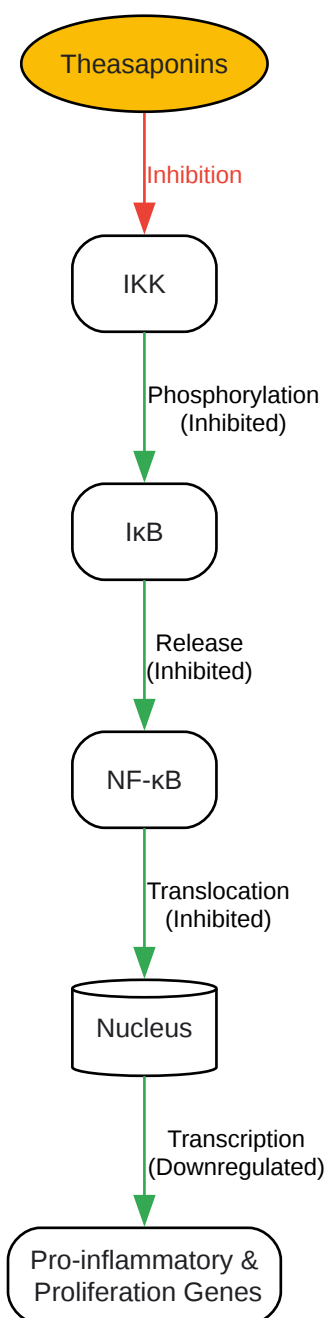 Theasaponins
Inhibition
IKK
Phosphorylation
(Inhibited)
IκB
Release
(Inhibited)
NF-κB
Translocation
(Inhibited)
Nucleus
Transcription
(Downregulated)
Pro-inflammatory &
Proliferation Genes